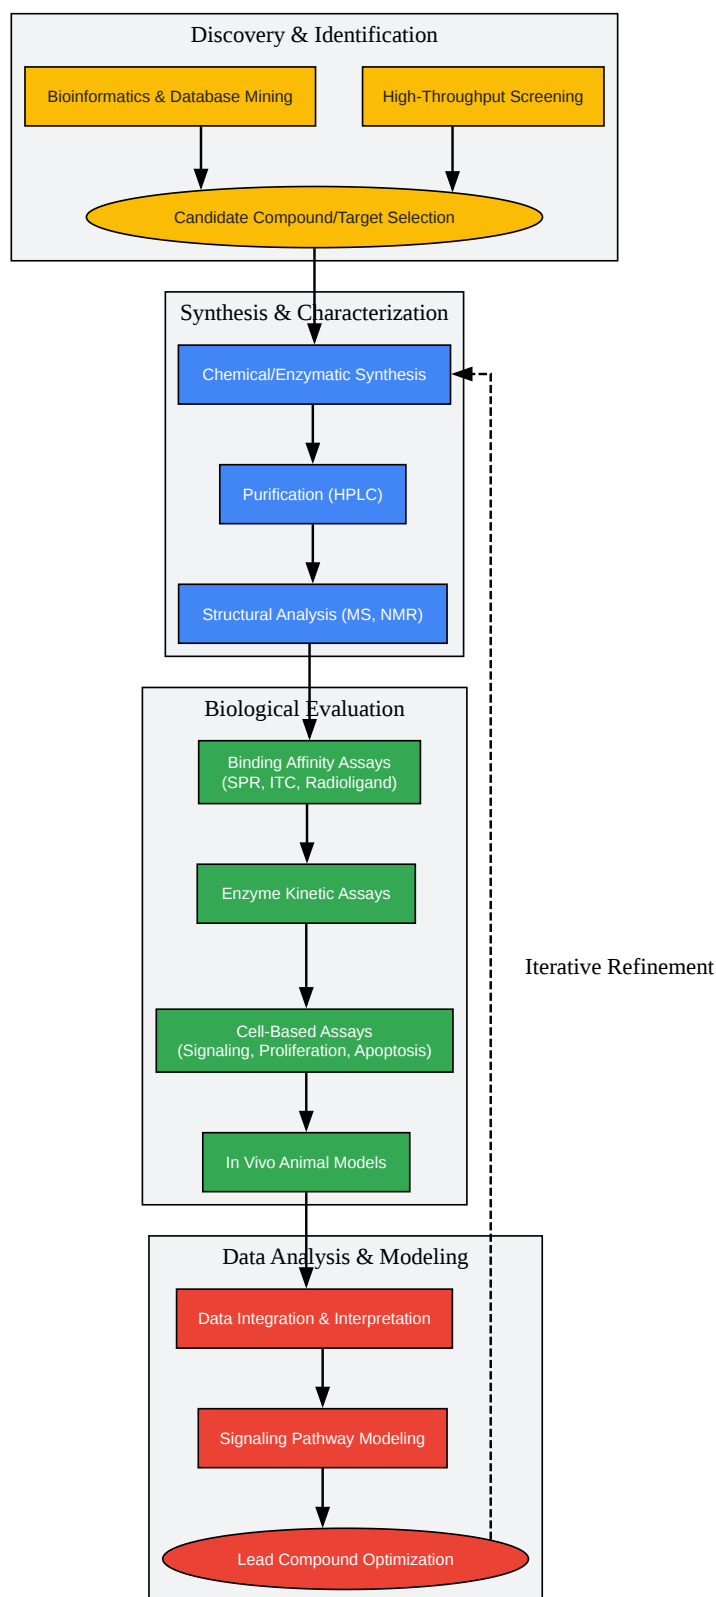 Discovery & Identification
Bioinformatics & Database Mining
High-Throughput Screening
Candidate Compound/Target Selection
Synthesis & Characterization
Chemical/Enzymatic Synthesis
Purification (HPLC)
Structural Analysis (MS, NMR)
Biological Evaluation
Binding Affinity Assays
(SPR, ITC, Radioligand)
Enzyme Kinetic Assays
Iterative Refinement
Cell-Based Assays
(Signaling, Proliferation, Apoptosis)
In Vivo Animal Models
Data Analysis & Modeling
Data Integration & Interpretation
Signaling Pathway Modeling
Lead Compound Optimization